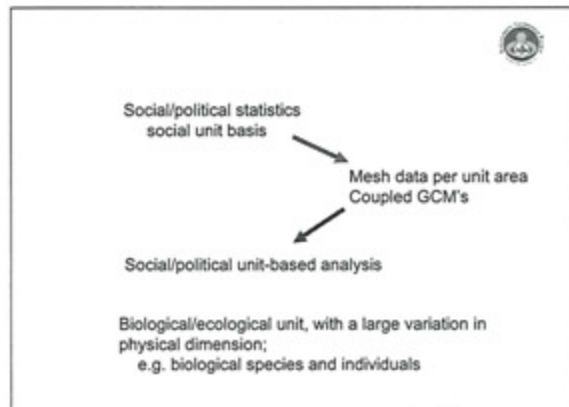 Social/political statistics
social unit basis
Mesh data per unit area
Coupled GCM's
Social/political unit-based analysis
Biological/ecological unit, with a large variation in
physical dimension;
e.g. biological species and individuals